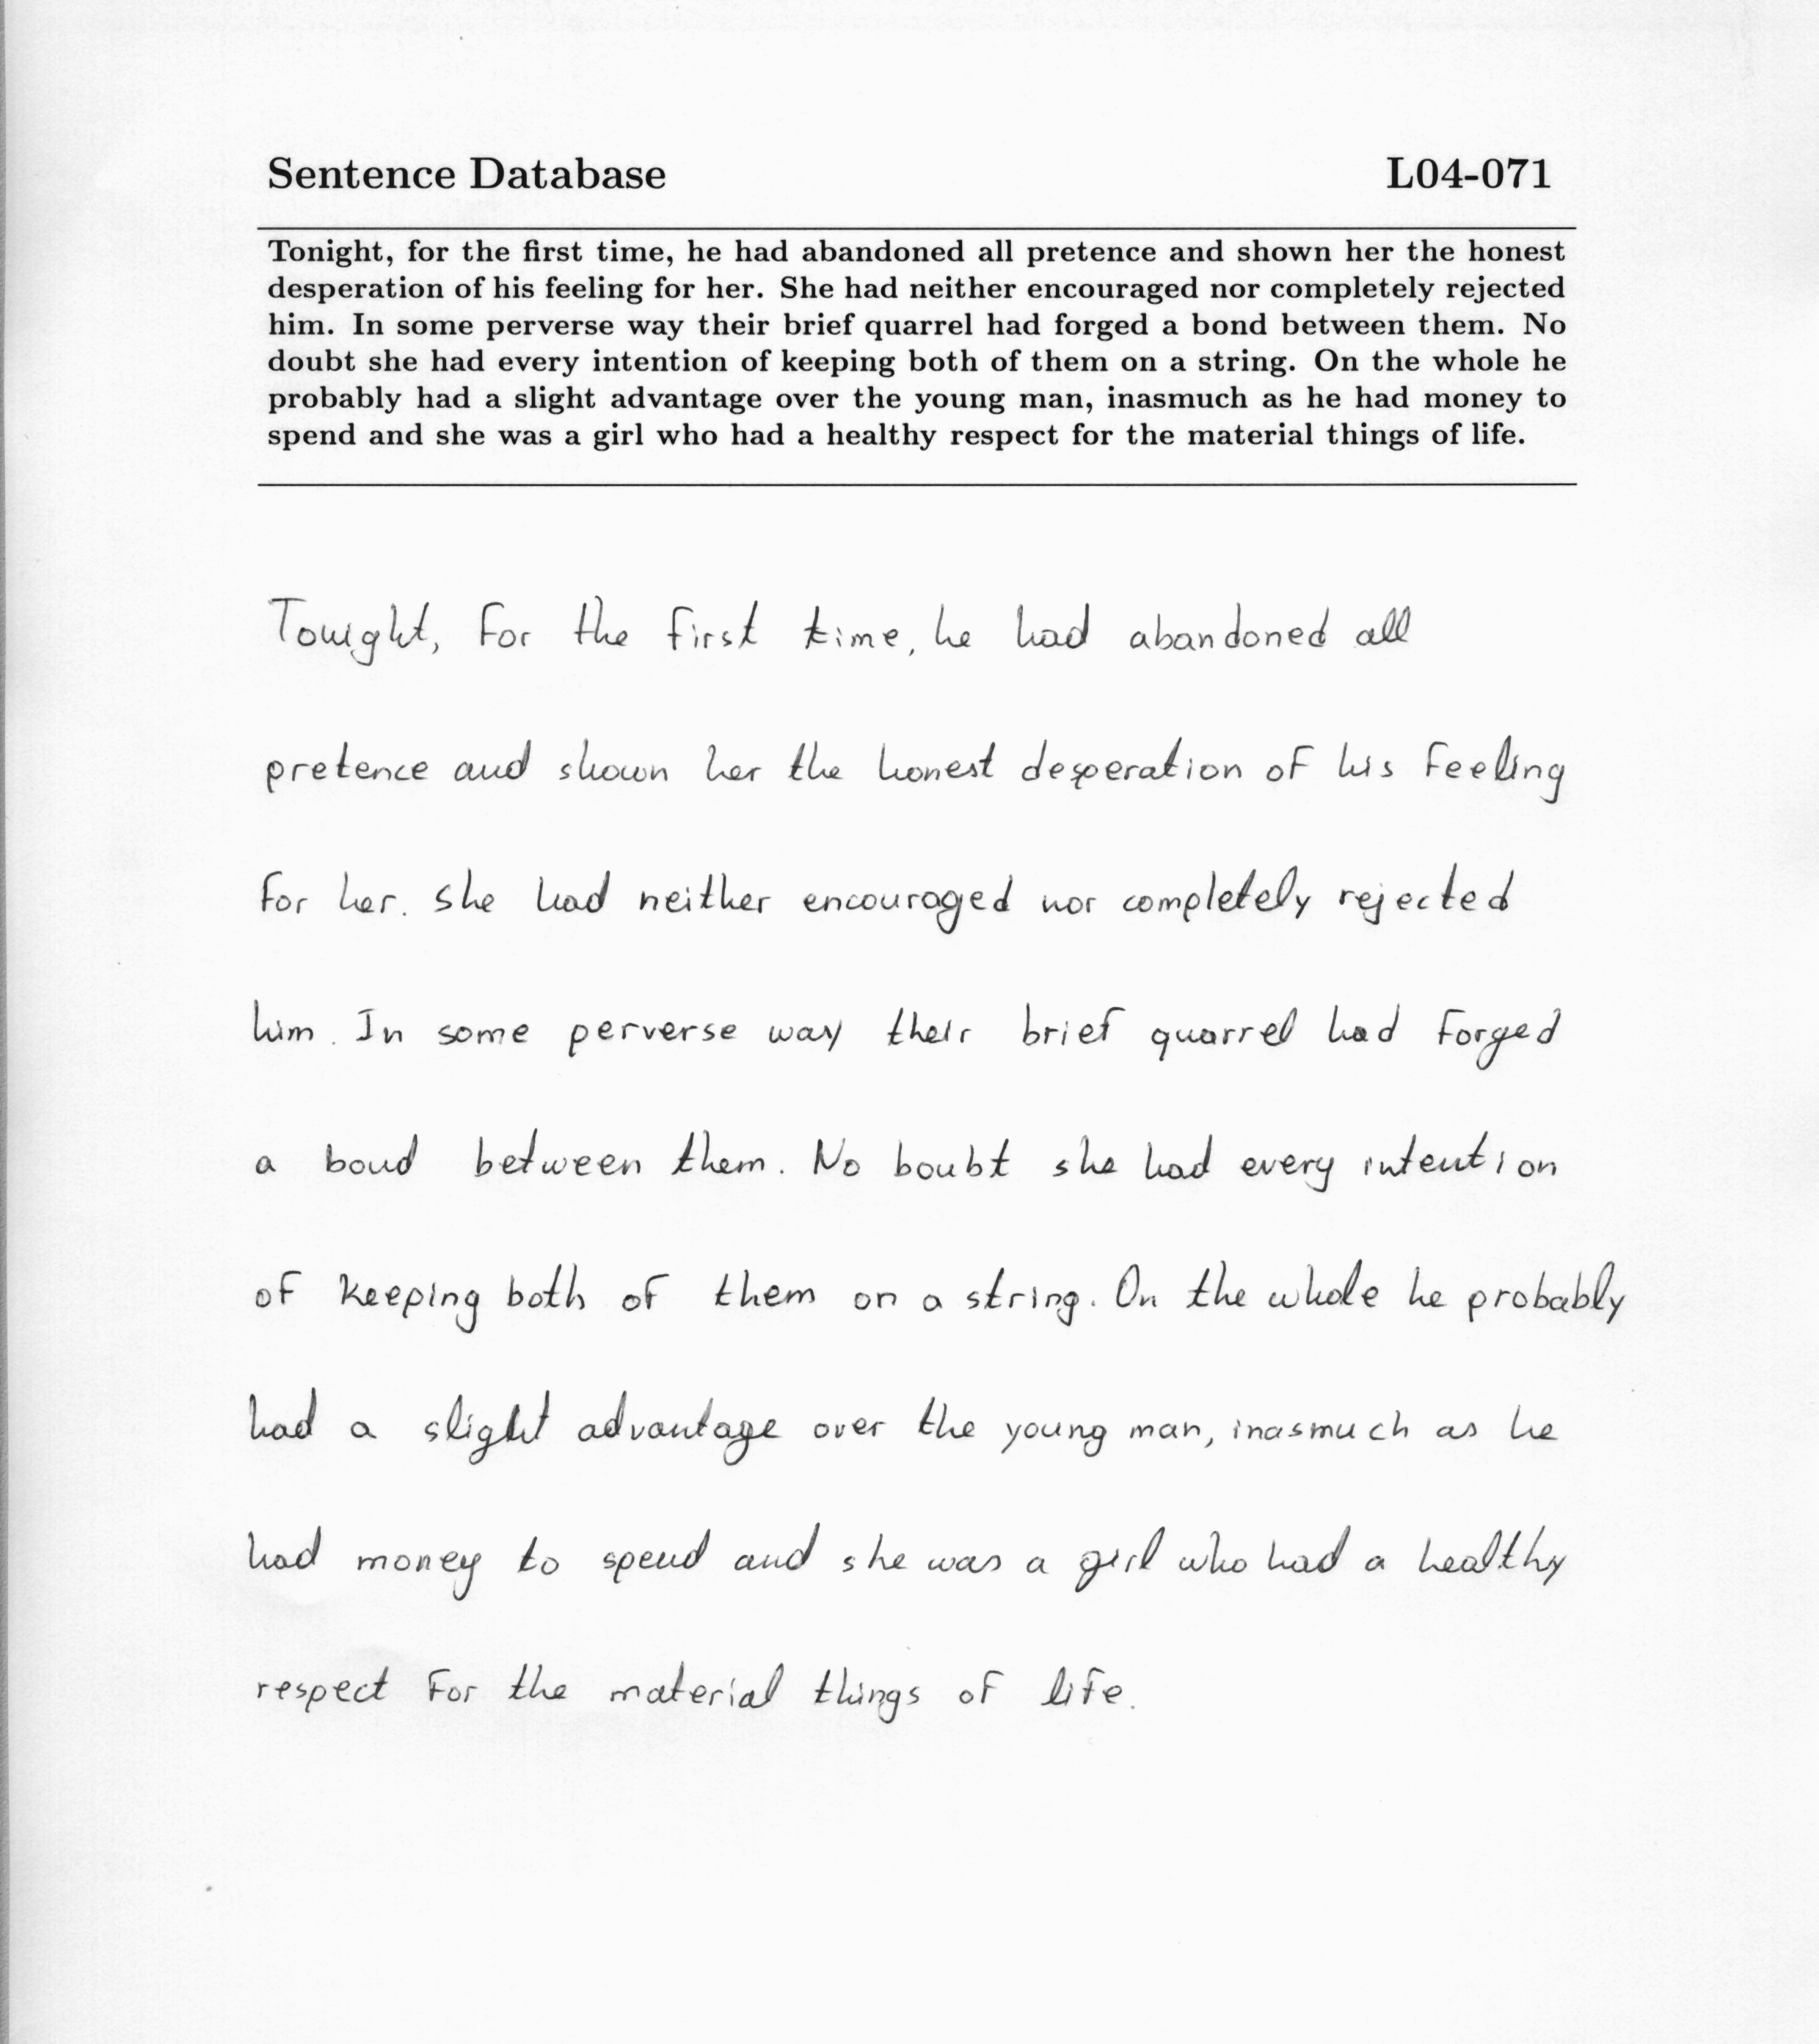 Sentence Database L04-071
Tonight, for the first time, he had abandoned all pretence and shown her the honest
desperation of his feeling for her. She had neither encouraged nor completely rejected
him. In some perverse way their brief quarrel had forged a bond between them. No
doubt she had every intention of keeping both of them on a string. On the whole he
probably had a slight advantage over the young man, inasmuch as he had money to
spend and she was a girl who had a healthy respect for the material things of life.
Tonight, for the first time, he had abandoned all
pretence and shown her the honest desperation of his feeling
for her. She had neither encouraged nor completely rejected
him. In some perverse way their brief quarrel had forged
a bond between them. No boubt she had every intention
of keeping both of them on a string. On the whole he probably
had a slight advantage over the young man, inasmuch as he
had money to spend and she was a girl who had a healthy
respect for the material things of life.